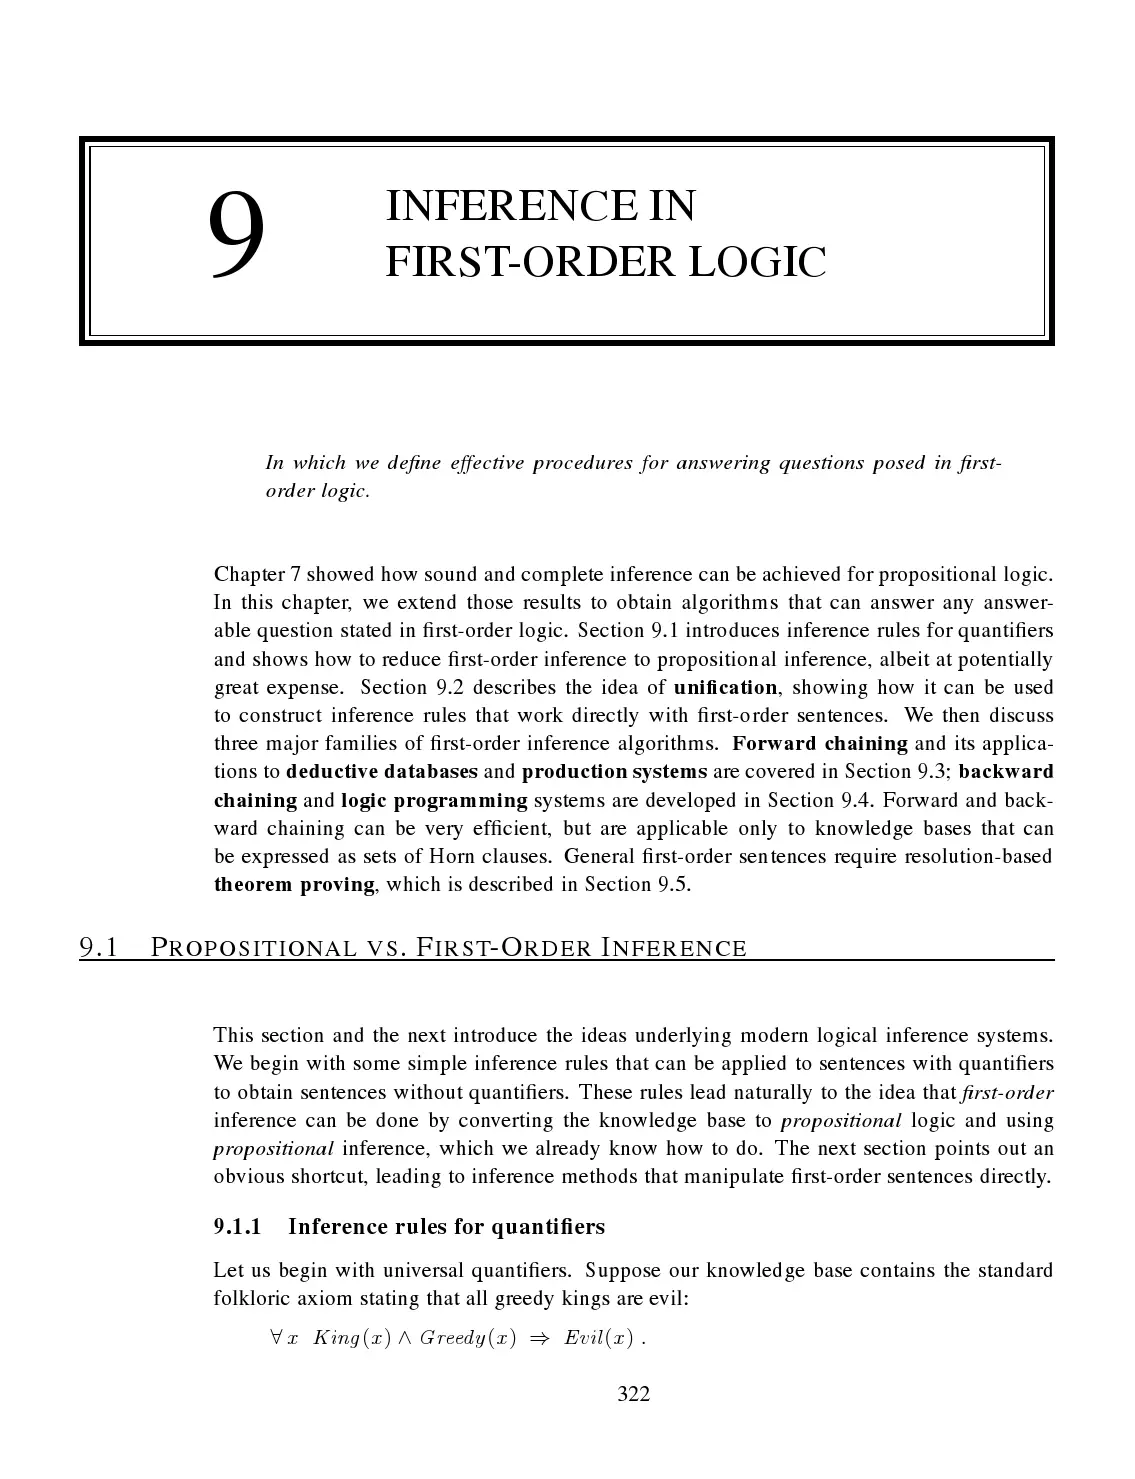 9
INFERENCE IN
FIRST-ORDER LOGIC
In which we define effective procedures for answering questions posed in first-
order logic.
Chapter 7 showed how sound and complete inference can be achieved for propositional logic.
In this chapter, we extend those results to obtain algorithms that can answer any answer-
able question stated in first-order logic. Section 9.1 introduces inference rules for quantifiers
and shows how to reduce first-order inference to propositional inference, albeit at potentially
great expense. Section 9.2 describes the idea of unification, showing how it can be used
to construct inference rules that work directly with first-order sentences. We then discuss
three major families of first-order inference algorithms. Forward chaining and its applica-
tions to deductive databases and production systems are covered in Section 9.3; backward
chaining and logic programming systems are developed in Section 9.4. Forward and back-
ward chaining can be very efficient, but are applicable only to knowledge bases that can
be expressed as sets of Horn clauses. General first-order sentences require resolution-based
theorem proving, which is described in Section 9.5.
9.1 PROPOSITIONAL VS. FIRST-ORDER INFERENCE
This section and the next introduce the ideas underlying modern logical inference systems.
We begin with some simple inference rules that can be applied to sentences with quantifiers
to obtain sentences without quantifiers. These rules lead naturally to the idea that first-order
inference can be done by converting the knowledge base to propositional logic and using
propositional inference, which we already know how to do. The next section points out an
obvious shortcut, leading to inference methods that manipulate first-order sentences directly.
9.1.1 Inference rules for quantifiers
Let us begin with universal quantifiers. Suppose our knowledge base contains the standard
folkloric axiom stating that all greedy kings are evil:
∀ x King(x) ∧ Greedy(x) ⇒ Evil(x) .
322